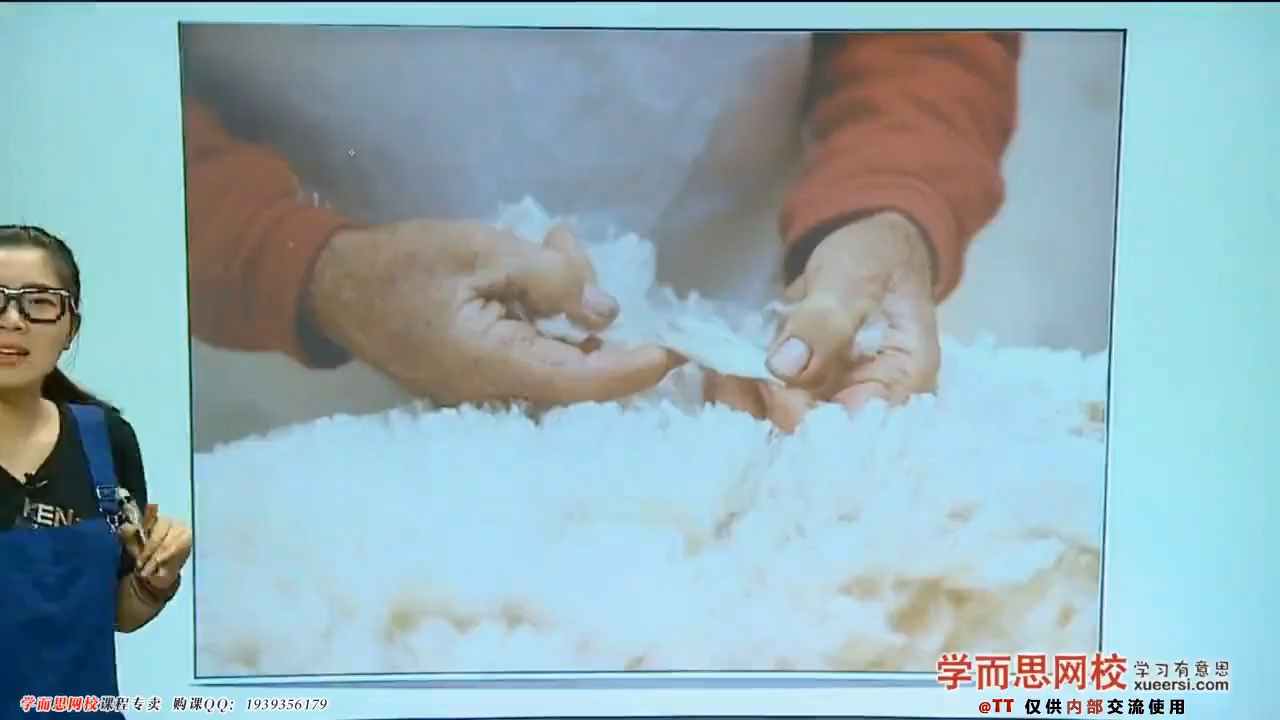 KEN
学而思网校
学习有意思
xueersi.com
学而思网校课程专卖 购课QQ: 1939356179
@TT 仅供内部交流使用